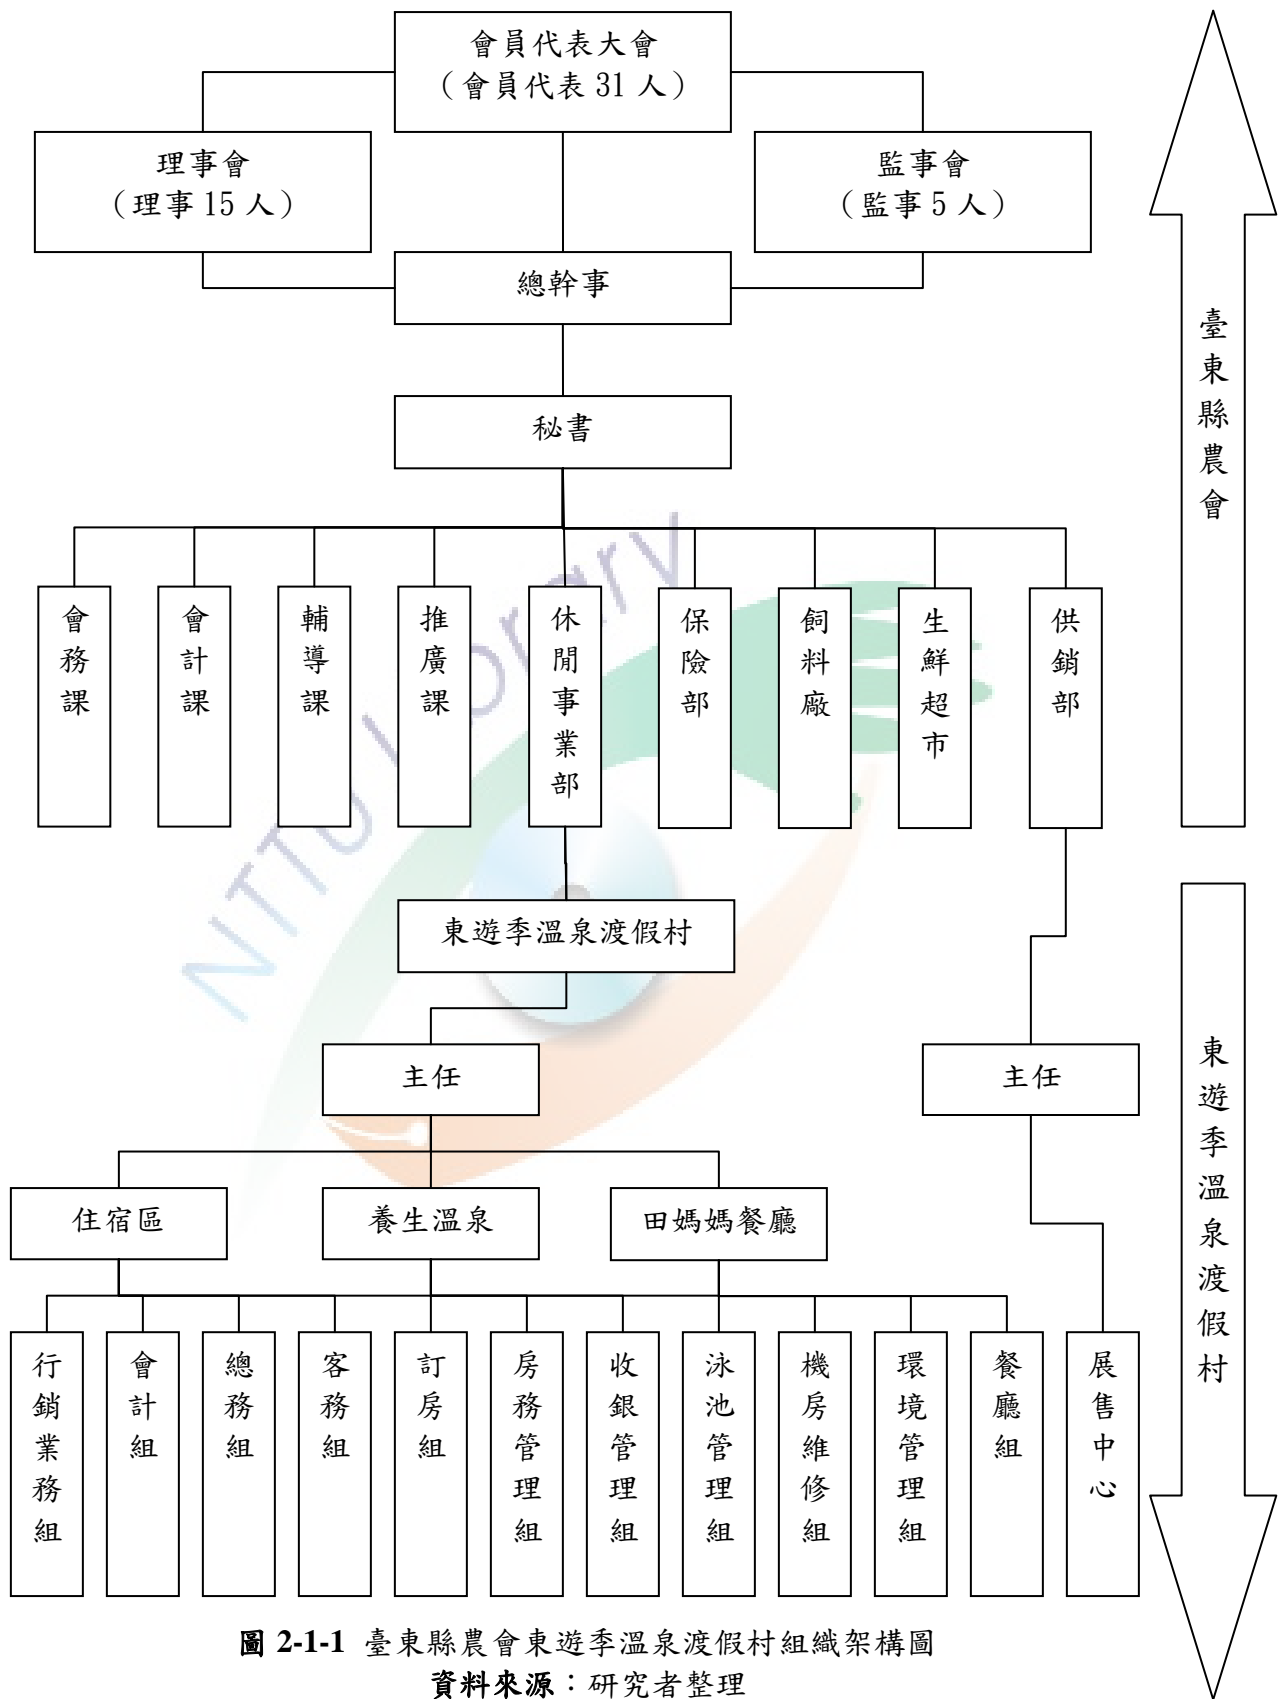 會員代表大會
（會員代表 31 人）
理事會
（理事 15 人）
監事會
（監事 5 人）
總幹事
秘書
會務課
會計課
輔導課
推廣課
休閒事業部
保險部
飼料廠
生鮮超市
供銷部
臺東縣農會
NTTU Library
東遊季溫泉渡假村
主任
主任
住宿區
養生溫泉
田媽媽餐廳
行銷業務組
會計組
總務組
客務組
訂房組
房務管理組
收銀管理組
泳池管理組
機房維修組
環境管理組
餐廳組
展售中心
東遊季溫泉渡假村
圖 2-1-1 臺東縣農會東遊季溫泉渡假村組織架構圖
資料來源：研究者整理